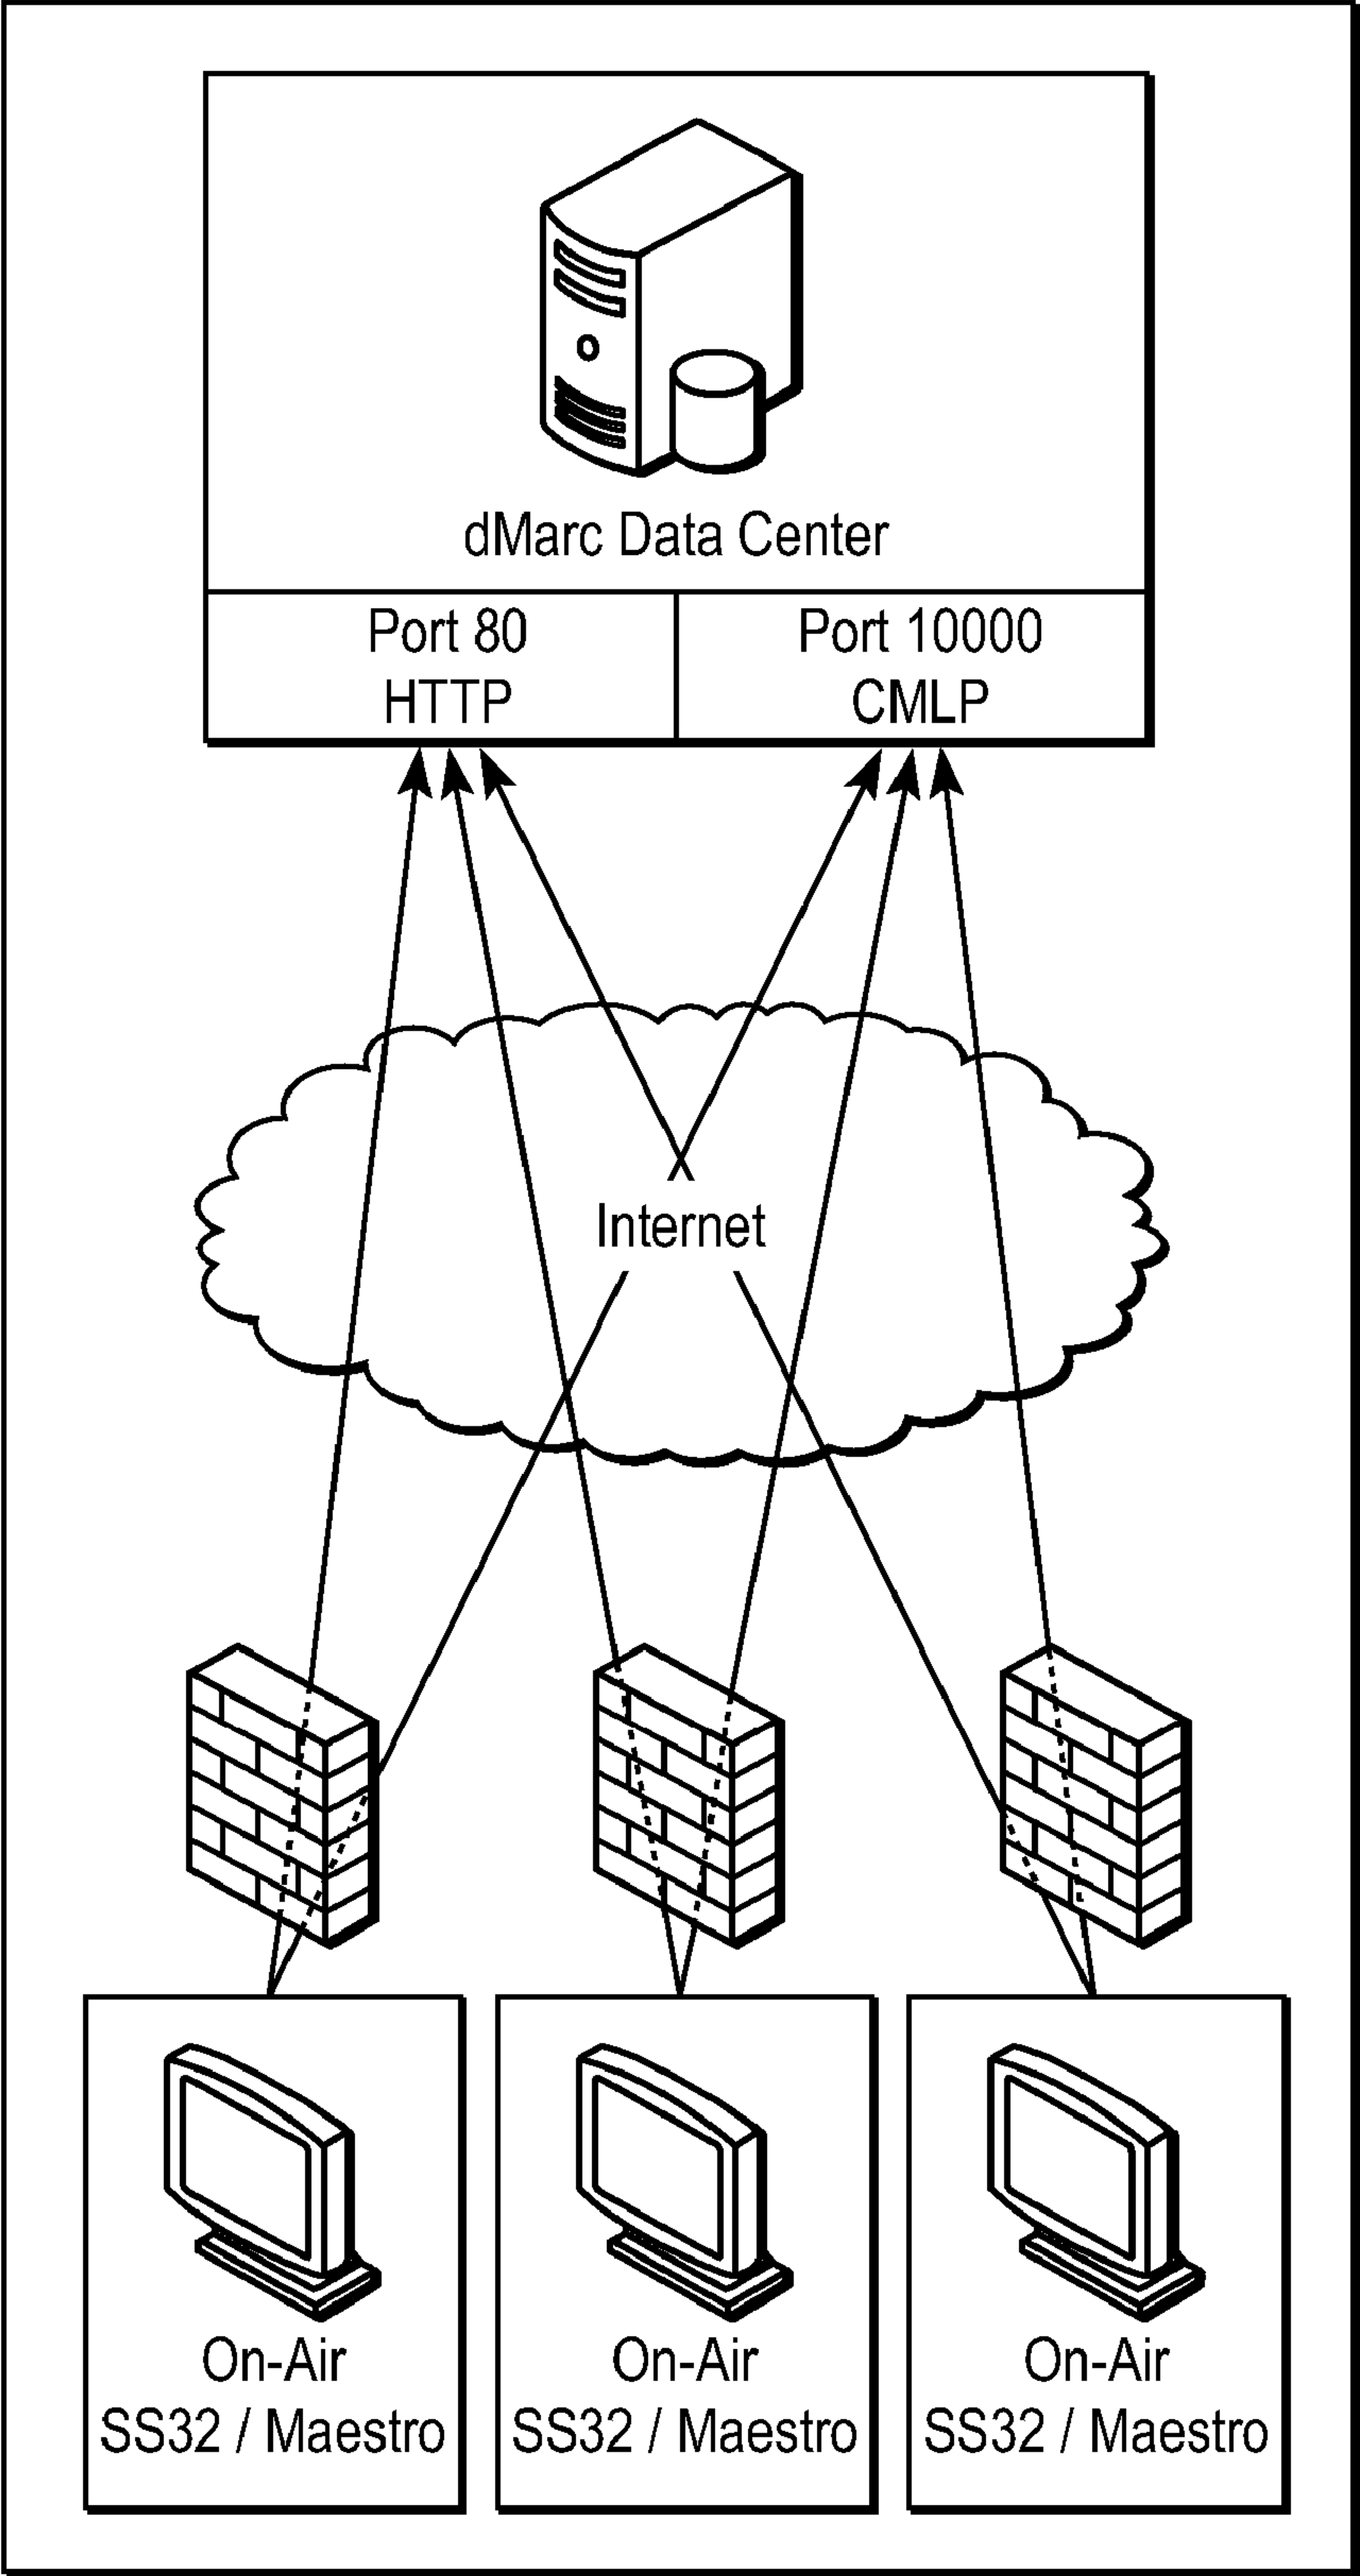 dMarc Data Center
Port 80
HTTP
Port 10000
CMLP
Internet
On-Air
SS32 / Maestro
On-Air
SS32 / Maestro
On-Air
SS32 / Maestro